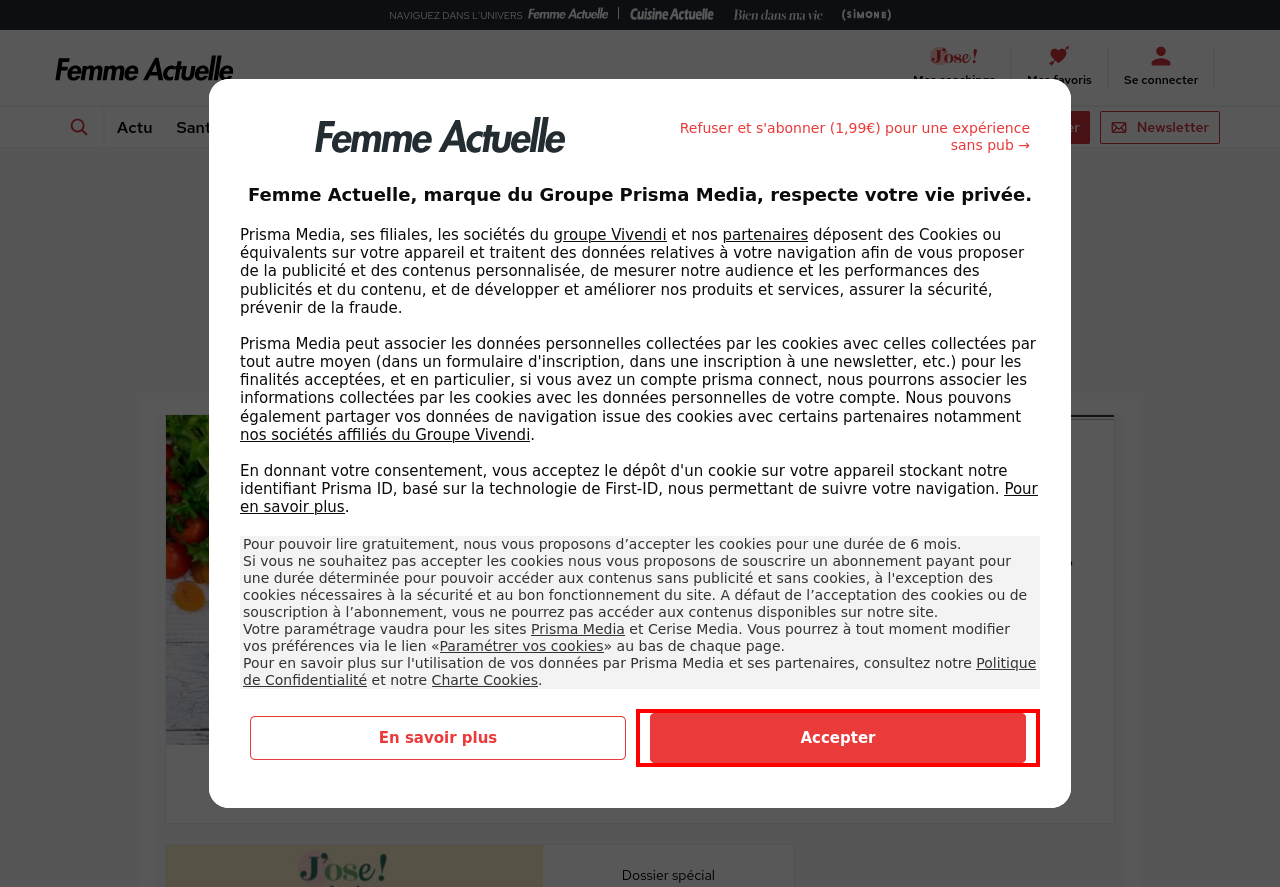 NAVIGUEZ DANS L'UNIVERS Femme Actuelle Cuisine Actuelle Bien dans ma vie (SIMONE)
Femme Actuelle
J'ose!
Mes coachings Mes favoris Se connecter
Actu
Newsletter
Femme Actuelle
Refuser et s'abonner (1,99€) pour une expérience
sans pub →
Femme Actuelle, marque du Groupe Prisma Media, respecte votre vie privée.
Prisma Media, ses filiales, les sociétés du groupe Vivendi et nos partenaires déposent des Cookies ou
équivalents sur votre appareil et traitent des données relatives à votre navigation afin de vous proposer
de la publicité et des contenus personnalisée, de mesurer notre audience et les performances des
publicités et du contenu, et de développer et améliorer nos produits et services, assurer la sécurité,
prévenir de la fraude.
Prisma Media peut associer les données personnelles collectées par les cookies avec celles collectées par
tout autre moyen (dans un formulaire d'inscription, dans une inscription à une newsletter, etc.) pour les
finalités acceptées, et en particulier, si vous avez un compte prisma connect, nous pourrons associer les
informations collectées par les cookies avec les données personnelles de votre compte. Nous pouvons
également partager vos données de navigation issue des cookies avec certains partenaires notamment
nos sociétés affiliés du Groupe Vivendi.
En donnant votre consentement, vous acceptez le dépôt d'un cookie sur votre appareil stockant notre
identifiant Prisma ID, basé sur la technologie de First-ID, nous permettant de suivre votre navigation. Pour
en savoir plus.
Pour pouvoir lire gratuitement, nous vous proposons d’accepter les cookies pour une durée de 6 mois.
Si vous ne souhaitez pas accepter les cookies nous vous proposons de souscrire un abonnement payant pour
une durée déterminée pour pouvoir accéder aux contenus sans publicité et sans cookies, à l'exception des
cookies nécessaires à la sécurité et au bon fonctionnement du site. A défaut de l’acceptation des cookies ou de
souscription à l’abonnement, vous ne pourrez pas accéder aux contenus disponibles sur notre site.
Votre paramétrage vaudra pour les sites Prisma Media et Cerise Media. Vous pourrez à tout moment modifier
vos préférences via le lien «Paramétrer vos cookies» au bas de chaque page.
Pour en savoir plus sur l'utilisation de vos données par Prisma Media et ses partenaires, consultez notre Politique
de Confidentialité et notre Charte Cookies.
En savoir plus Accepter
J'ose!
Dossier spécial